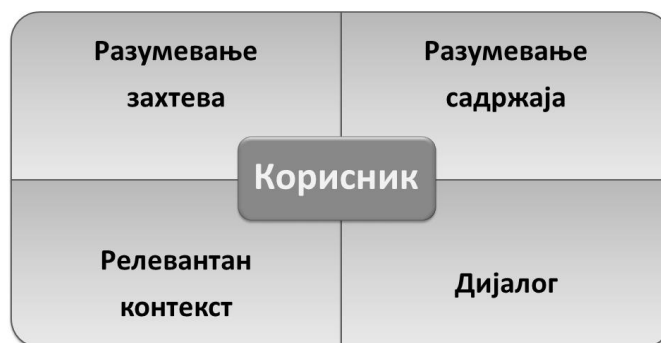 Разумевање
захтева
Разумевање
садржаја
Корисник
Релевантан
контекст
Дијалог